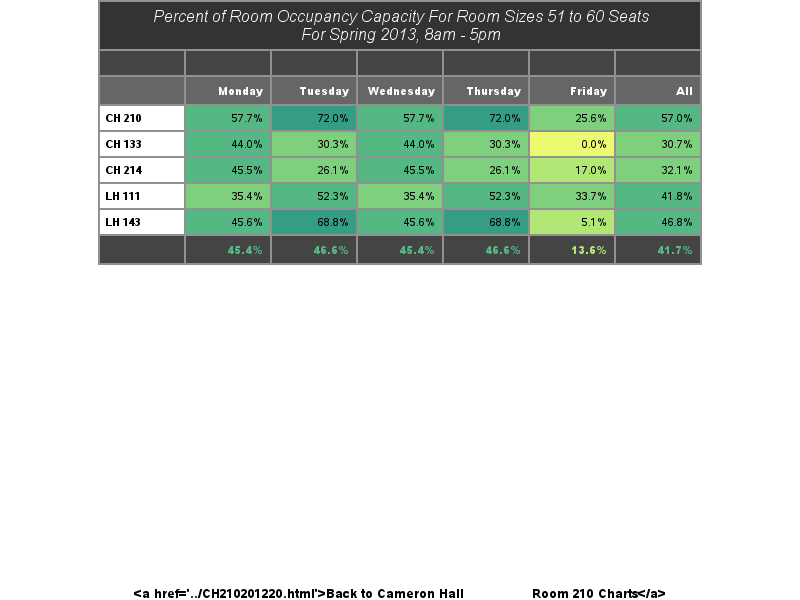 Percent of Room Occupancy Capacity For Room Sizes 51 to 60 Seats
For Spring 2013, 8am - 5pm
Monday Tuesday Wednesday Thursday Friday All
CH 210 57.7% 72.0% 57.7% 72.0% 25.6% 57.0%
CH 133 44.0% 30.3% 44.0% 30.3% 0.0% 30.7%
CH 214 45.5% 26.1% 45.5% 26.1% 17.0% 32.1%
LH 111 35.4% 52.3% 35.4% 52.3% 33.7% 41.8%
LH 143 45.6% 68.8% 45.6% 68.8% 5.1% 46.8%
45.4% 46.6% 45.4% 46.6% 13.6% 41.7%
<a href='../CH210201220.html'>Back to Cameron Hall Room 210 Charts</a>